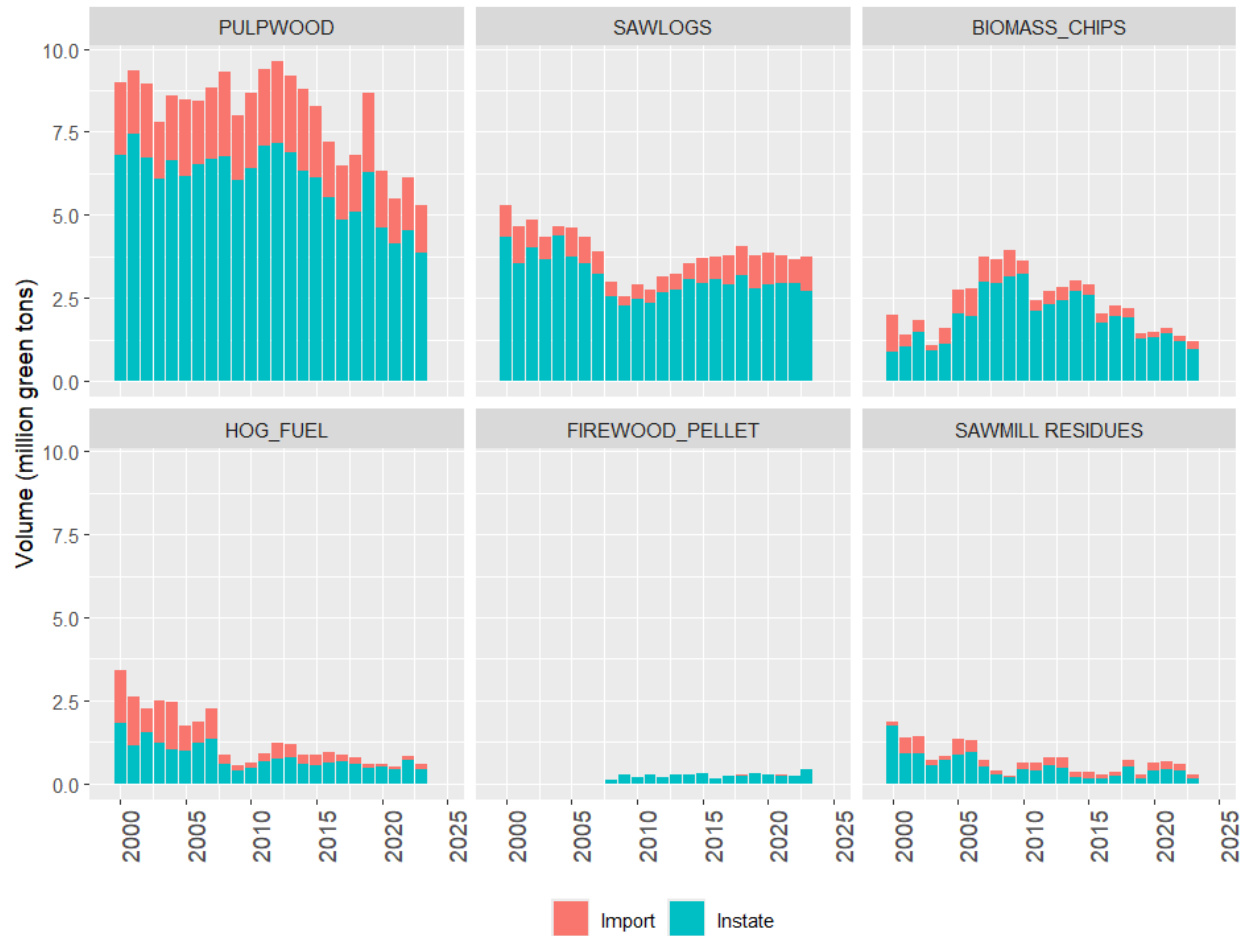 PULPWOOD SAWLOGS BIOMASS_CHIPS
10.0
7.5
5.0
2.5
0.0
HOG_FUEL FIREWOOD_PELLET SAWMILL RESIDUES
10.0
7.5
5.0
2.5
0.0
Volume (million green tons)
2000 2005 2010 2015 2020 2025 2000 2005 2010 2015 2020 2025 2000 2005 2010 2015 2020 2025
Import Instate